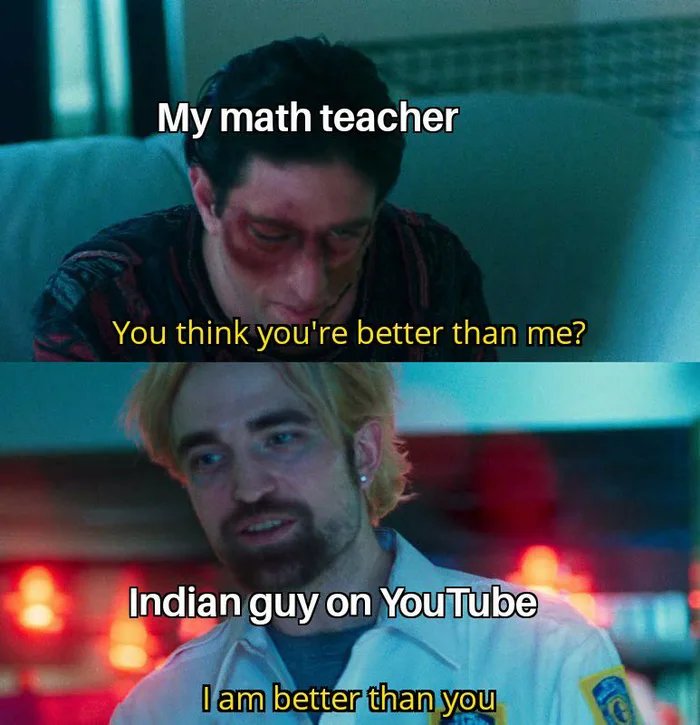 My math teacher
You think you're better than me?
Indian guy on YouTube
I am better than you